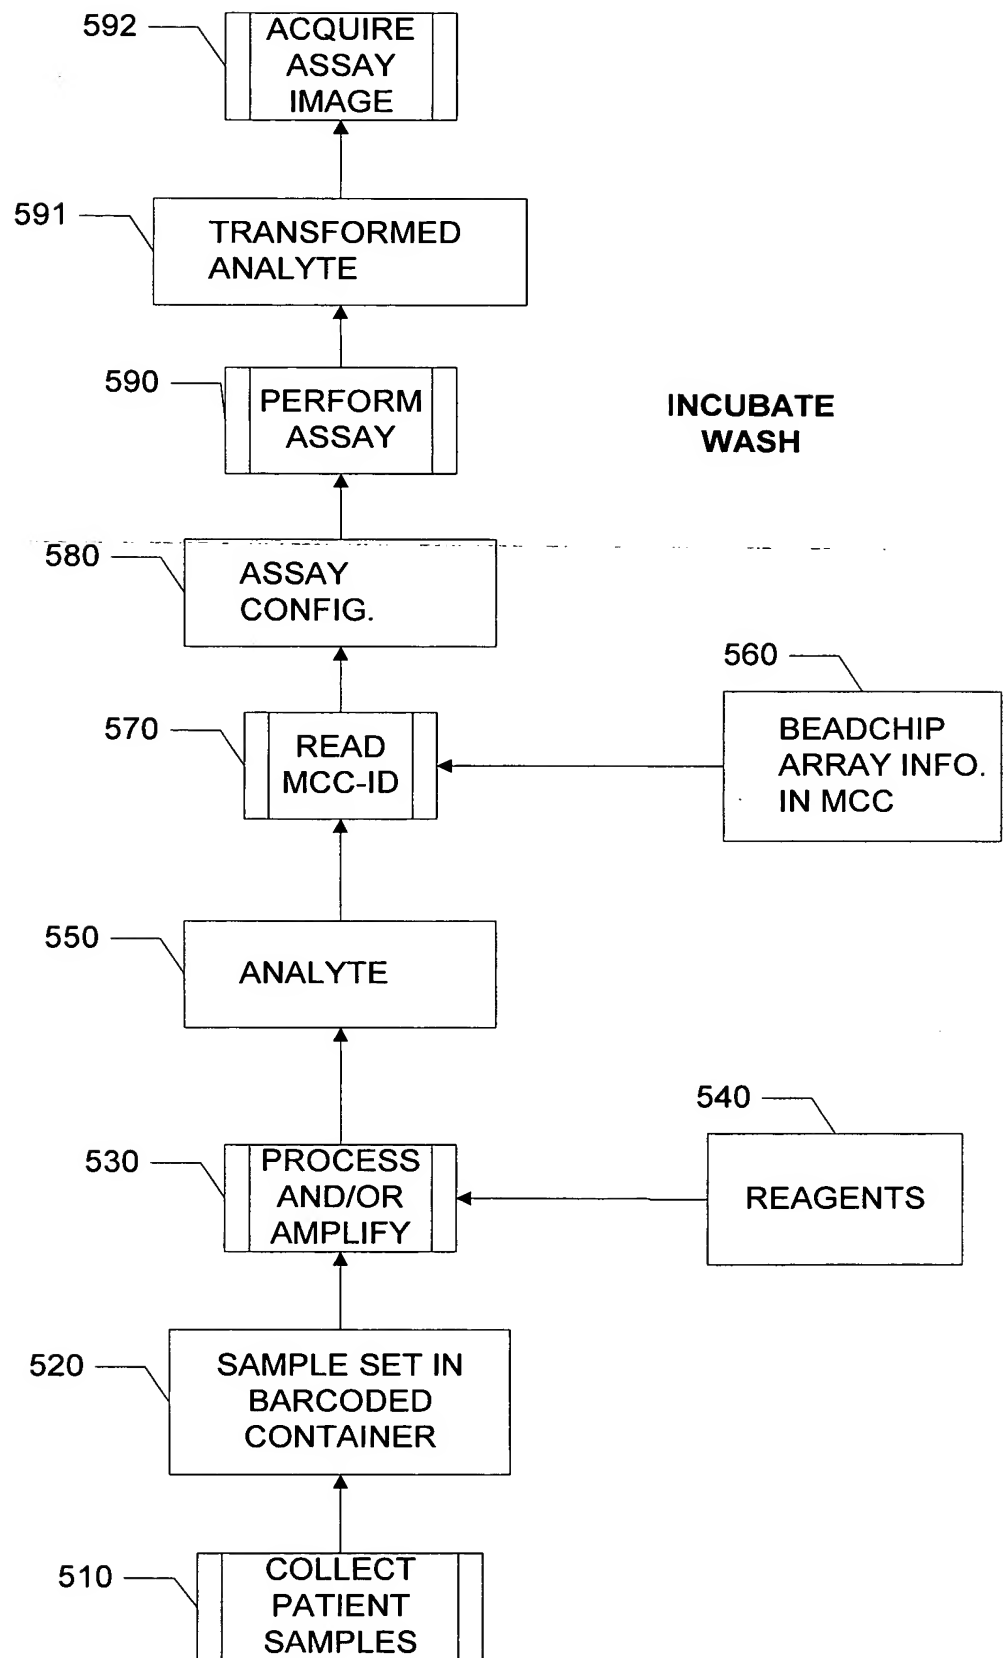 592
ACQUIRE
ASSAY
IMAGE
591
TRANSFORMED
ANALYTE
590
PERFORM
ASSAY
INCUBATE
WASH
580
ASSAY
CONFIG.
560
570
READ
MCC-ID
BEADCHIP
ARRAY INFO.
IN MCC
550
ANALYTE
540
530
PROCESS
AND/OR
AMPLIFY
REAGENTS
520
SAMPLE SET IN
BARCODED
CONTAINER
510
COLLECT
PATIENT
SAMPLES